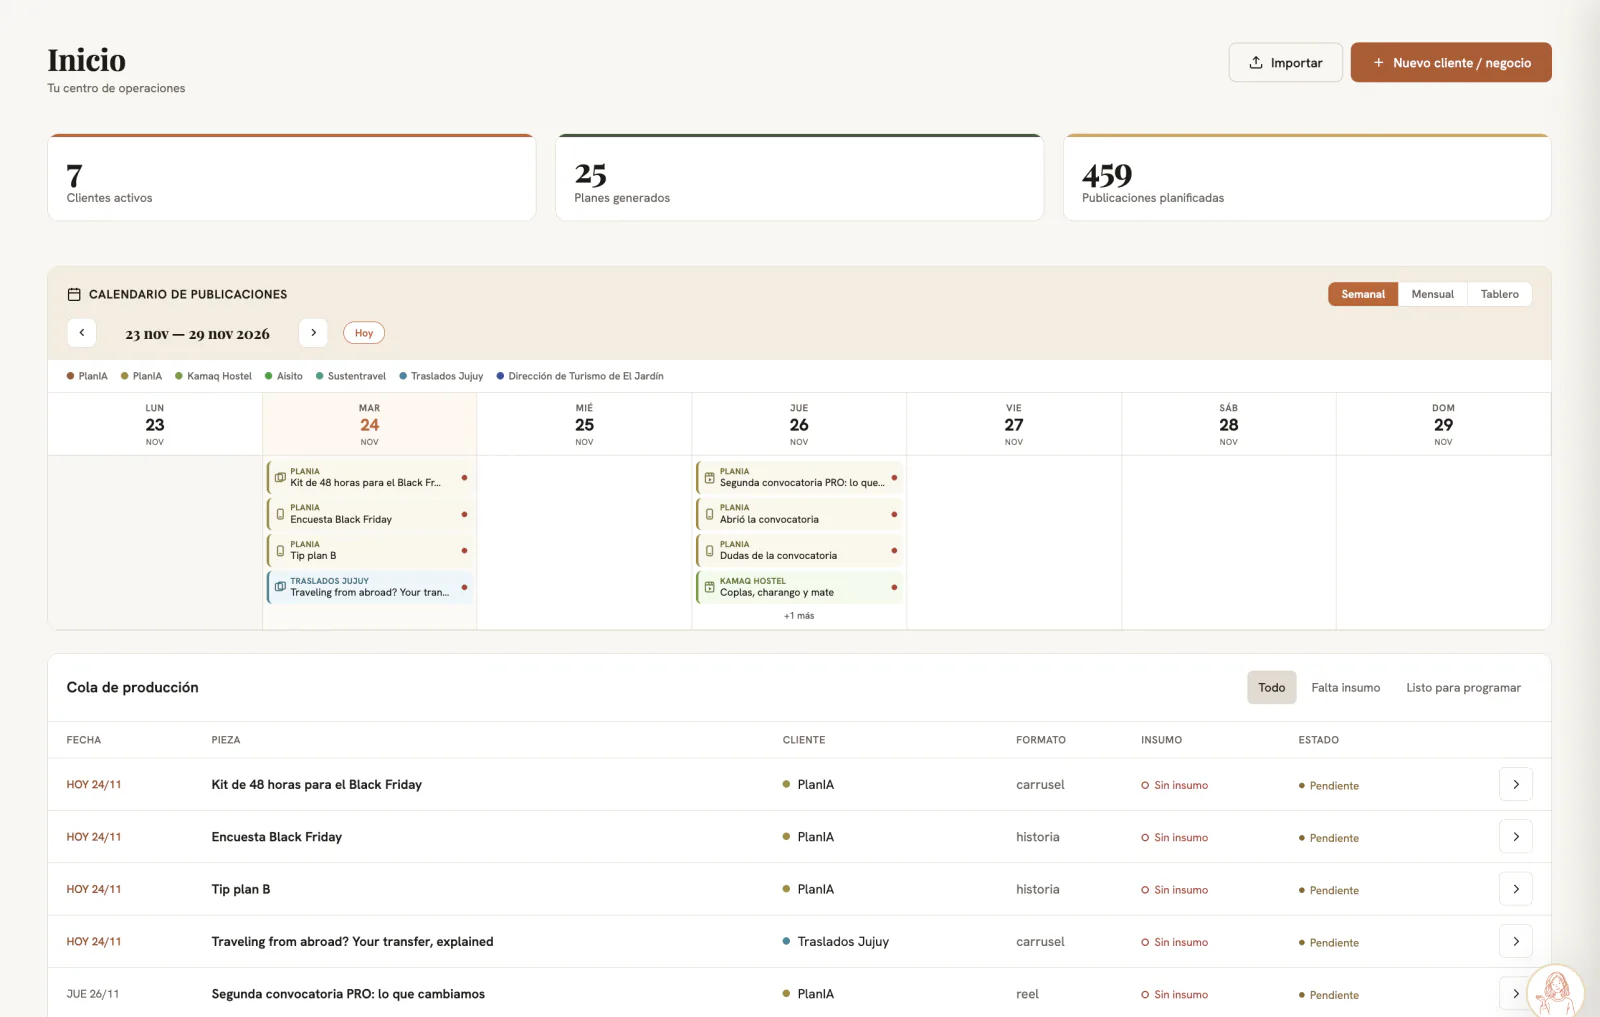 Inicio
Tu centro de operaciones
Importar
+ Nuevo cliente / negocio
7
Clientes activos
25
Planes generados
459
Publicaciones planificadas
CALENDARIO DE PUBLICACIONES
Semanal Mensual Tablero
23 nov — 29 nov 2026
Hoy
PlanIA PlanIA Kamaq Hostel Aisito Sustentravel Traslados Jujuy Dirección de Turismo de El Jardín
LUN
23
NOV
MAR
24
NOV
MIÉ
25
NOV
JUE
26
NOV
VIE
27
NOV
SÁB
28
NOV
DOM
29
NOV
PLANIA
Kit de 48 horas para el Black Fr...
PLANIA
Encuesta Black Friday
PLANIA
Tip plan B
TRASLADOS JUJUY
Traveling from abroad? Your tran...
PLANIA
Segunda convocatoria PRO: lo que...
PLANIA
Abrió la convocatoria
PLANIA
Dudas de la convocatoria
KAMAQ HOSTEL
Coplas, charango y mate
+1 más
Cola de producción
Todo Falta insumo Listo para programar
FECHA PIEZA CLIENTE FORMATO INSUMO ESTADO
HOY 24/11 Kit de 48 horas para el Black Friday PlanIA carrusel Sin insumo Pendiente
HOY 24/11 Encuesta Black Friday PlanIA historia Sin insumo Pendiente
HOY 24/11 Tip plan B PlanIA historia Sin insumo Pendiente
HOY 24/11 Traveling from abroad? Your transfer, explained Traslados Jujuy carrusel Sin insumo Pendiente
JUE 26/11 Segunda convocatoria PRO: lo que cambiamos PlanIA reel Sin insumo Pendiente